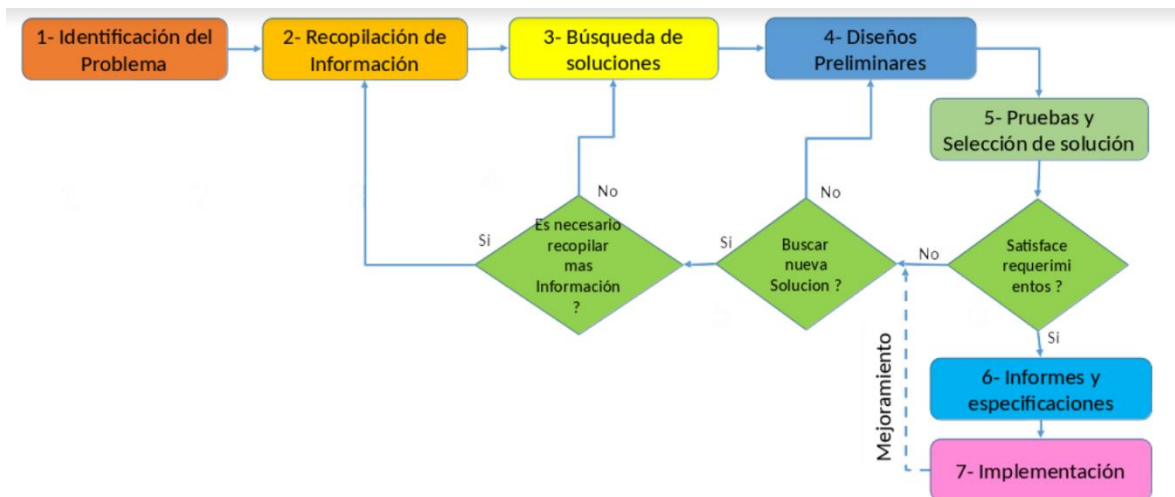 1- Identificación del
Problema
2- Recopilación de
Información
3- Búsqueda de
soluciones
4- Diseños
Preliminares
5- Pruebas y
Selección de solución
No
No
Si
Es necesario
recopilar
mas
Información
?
Si
Buscar
nueva
Solucion ?
No
Satisface
requerimi
entos ?
Si
Mejoramiento
6- Informes y
especificaciones
7- Implementación